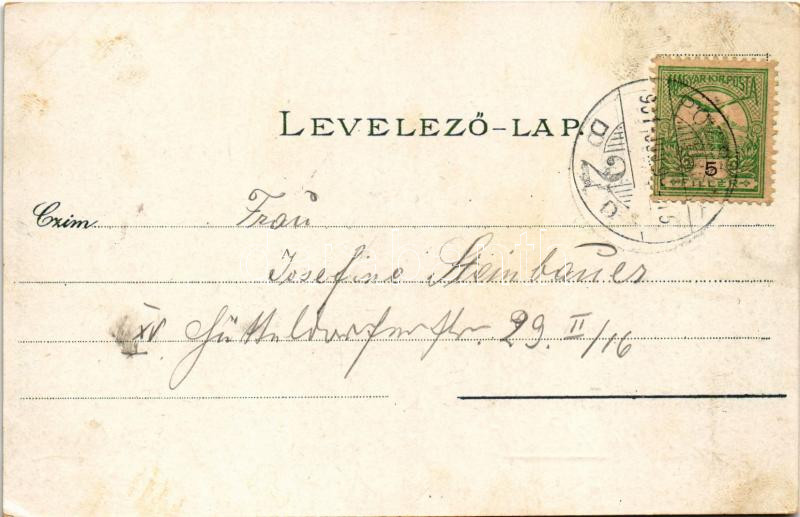 MAGYAR KIR. POSTA
5
FILLÉR
LEVELEZŐ-LAP.
Czim
Frau
Josefine Steinbauer
XV. Hütteldorferstr. 29. II/16